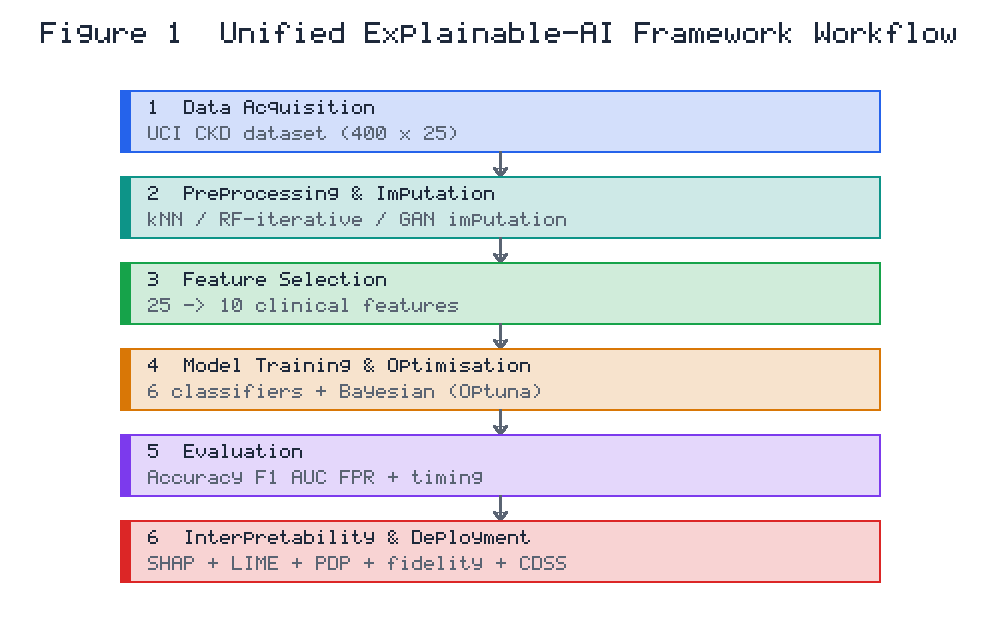 Figure 1  Unified Explainable-AI Framework Workflow
1  Data Acquisition
UCI CKD dataset (400 x 25)
2  Preprocessing & Imputation
kNN / RF-iterative / GAN imputation
3  Feature Selection
25 -> 10 clinical features
4  Model Training & Optimisation
6 classifiers + Bayesian (Optuna)
5  Evaluation
Accuracy F1 AUC FPR + timing
6  Interpretability & Deployment
SHAP + LIME + PDP + fidelity + CDSS